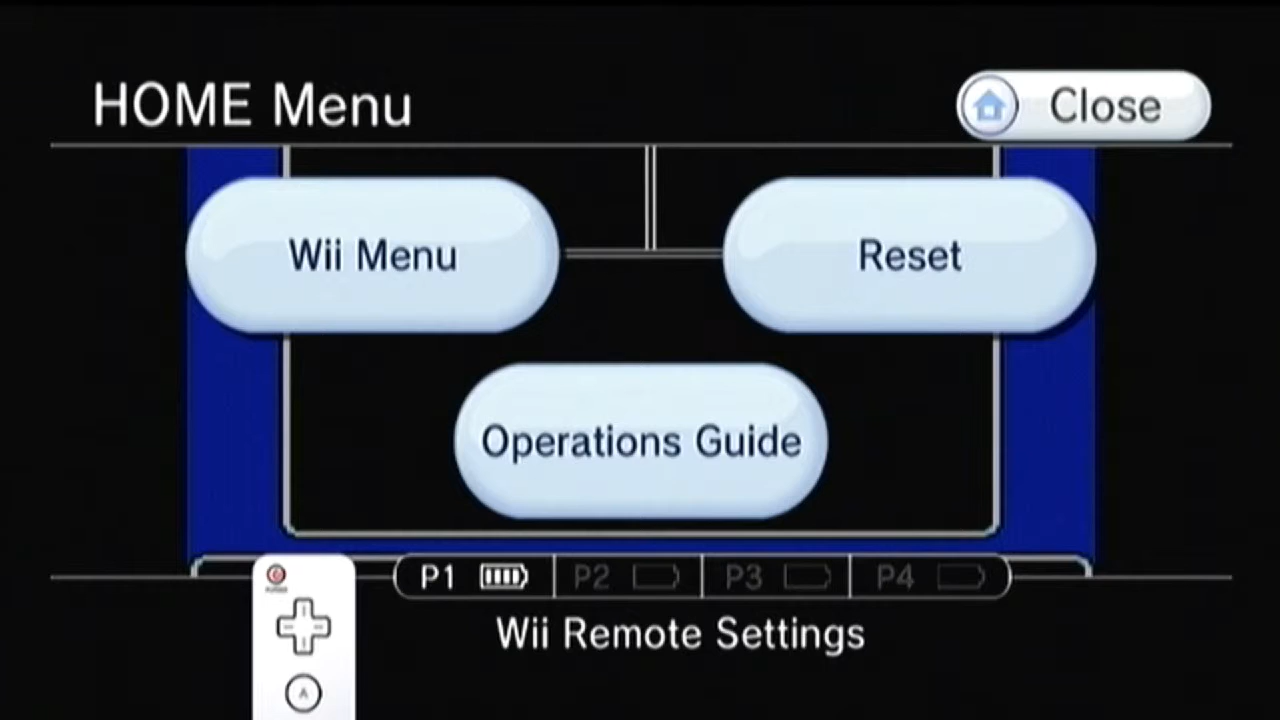 HOME Menu
Close
Wii Menu
Reset
Operations Guide
P1
P2
P3
P4
Wii Remote Settings
A